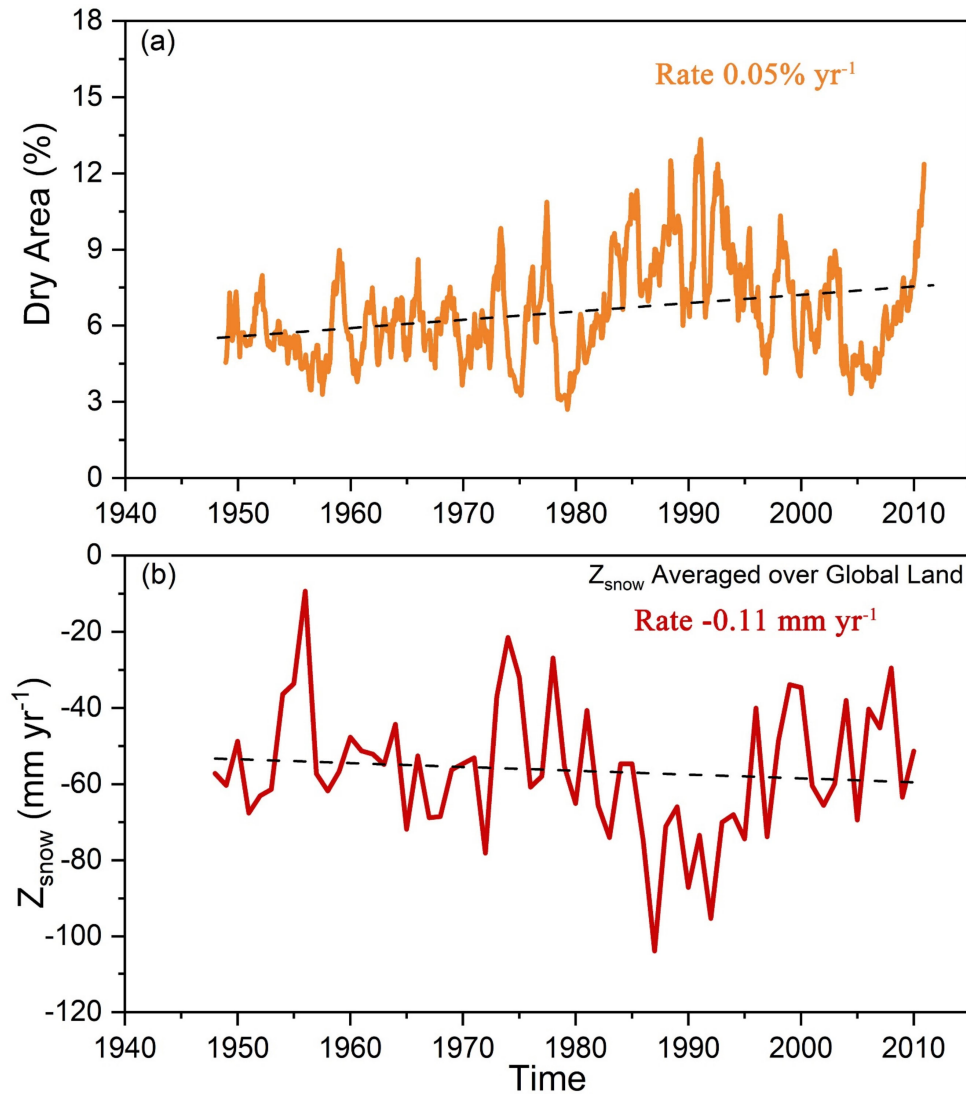 (a)
Rate 0.05% yr⁻¹
Dry Area (%)
18
15
12
9
6
3
0
1940 1950 1960 1970 1980 1990 2000 2010
(b)
Z_snow Averaged over Global Land
Rate -0.11 mm yr⁻¹
Z_snow (mm yr⁻¹)
0
-20
-40
-60
-80
-100
-120
1940 1950 1960 1970 1980 1990 2000 2010
Time